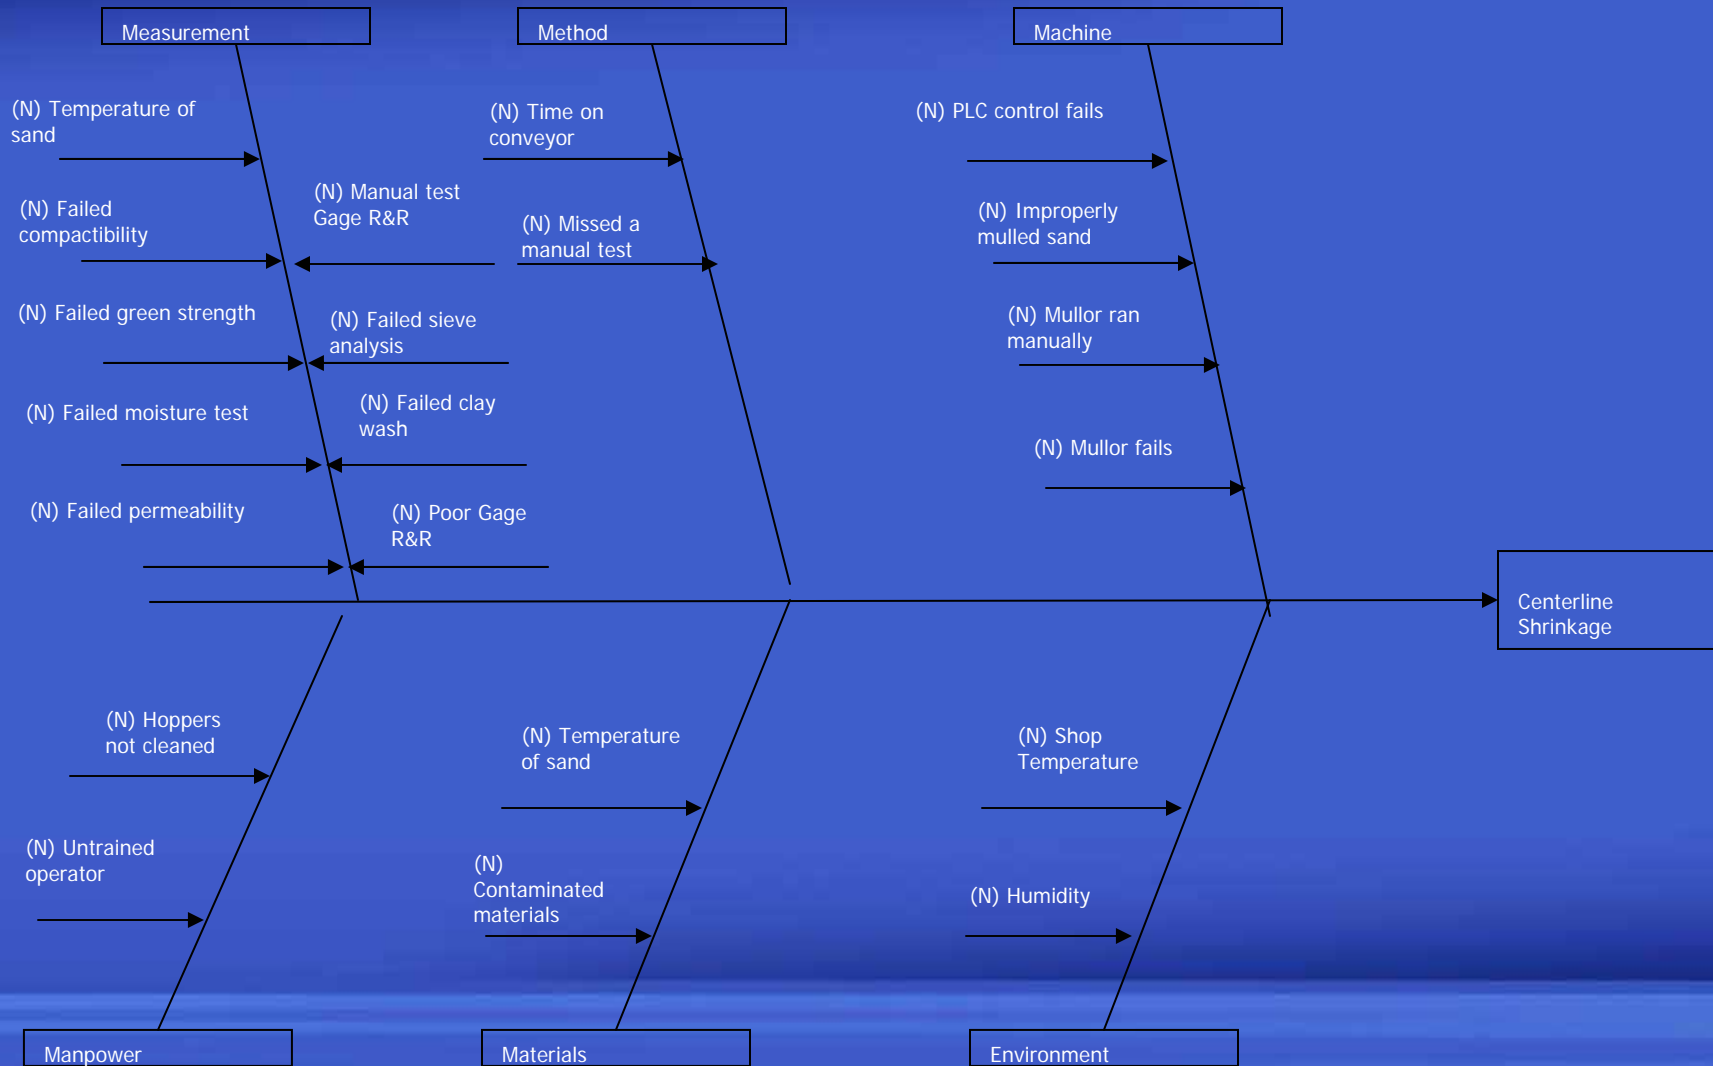 Measurement
Method
Machine
(N) Temperature of
sand
(N) Time on
conveyor
(N) PLC control fails
(N) Failed
compactibility
(N) Manual test
Gage R&R
(N) Missed a
manual test
(N) Improperly
mulled sand
(N) Failed green strength
(N) Failed sieve
analysis
(N) Mullor ran
manually
(N) Failed moisture test
(N) Failed clay
wash
(N) Mullor fails
(N) Failed permeability
(N) Poor Gage
R&R
Centerline
Shrinkage
(N) Hoppers
not cleaned
(N) Temperature
of sand
(N) Shop
Temperature
(N) Untrained
operator
(N)
Contaminated
materials
(N) Humidity
Manpower
Materials
Environment